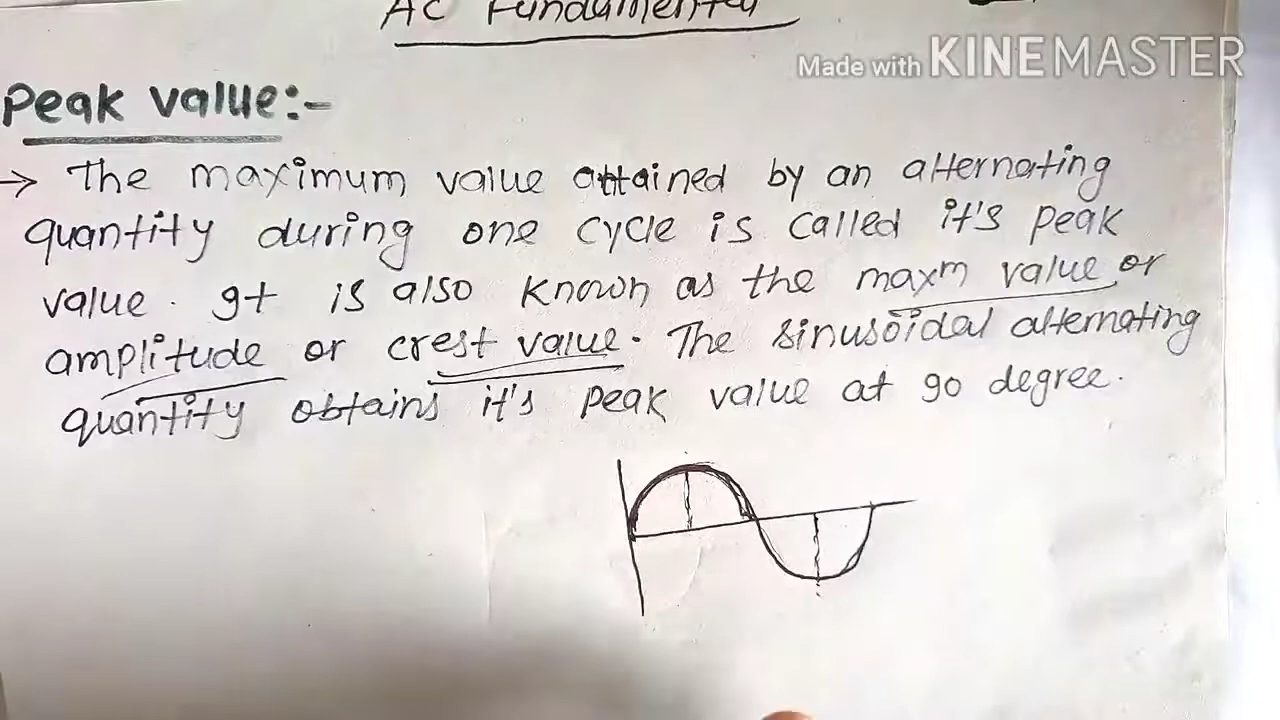 AC Fundamental
Made with KINEMASTER
Peak value:-
→ The maximum value attained by an alternating
quantity during one cycle is called it's peak
value. It is also known as the maxm value or
amplitude or crest value. The sinusoidal alternating
quantity obtains it's peak value at 90 degree.